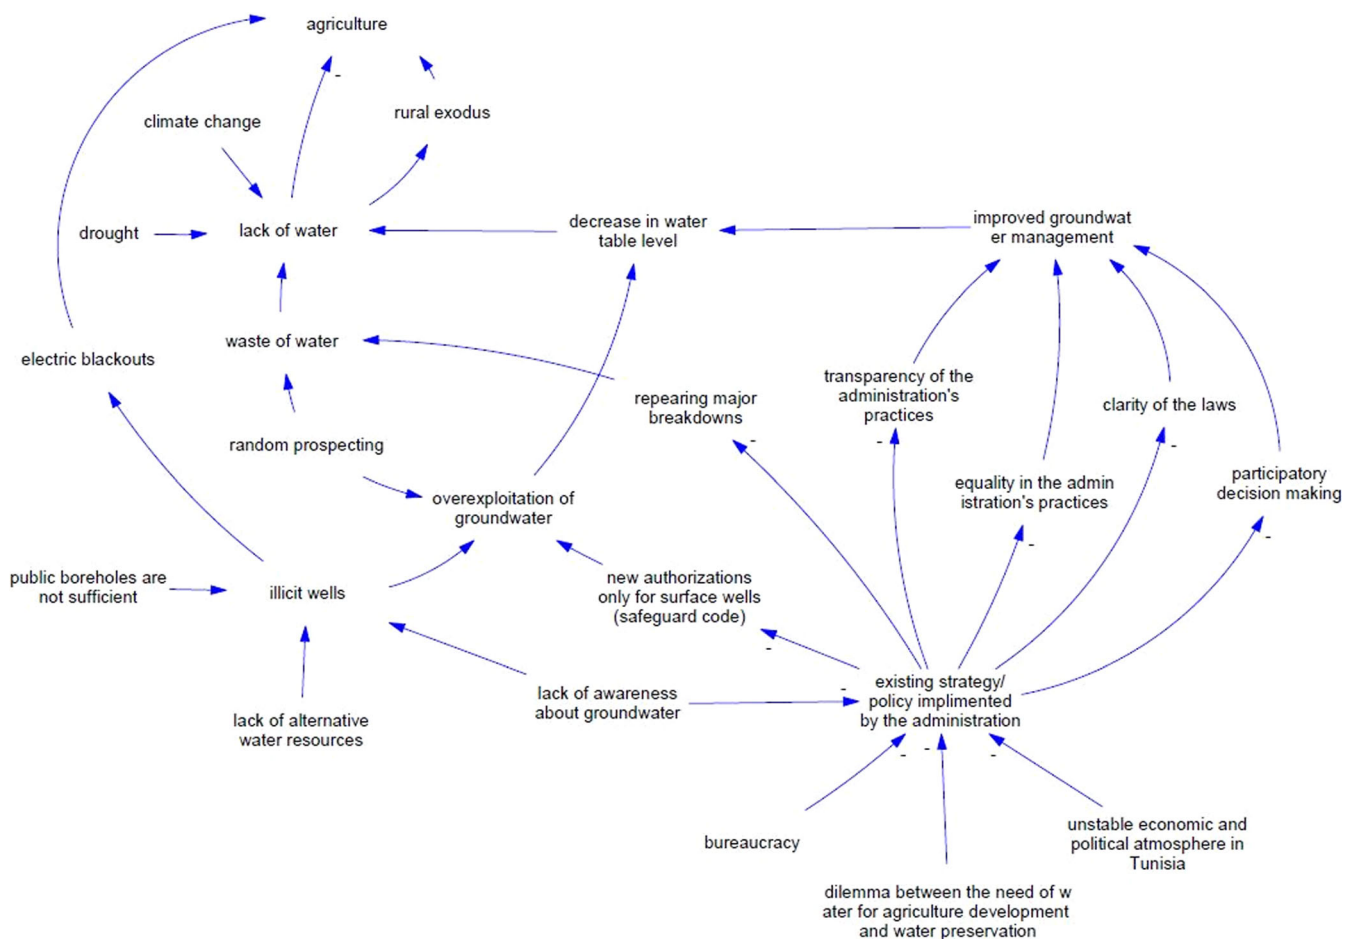 agriculture
-
rural exodus
climate change
drought
lack of water
decrease in water
table level
improved groundwat
er management
waste of water
electric blackouts
repearing major
breakdowns
-
transparency of the
administration's
practices
-
clarity of the laws
-
random prospecting
equality in the admin
istration's practices
-
participatory
decision making
-
overexploitation of
groundwater
public boreholes are
not sufficient
illicit wells
new authorizations
only for surface wells
(safeguard code)
-
lack of alternative
water resources
lack of awareness
about groundwater
-
existing strategy/
policy implimented
by the administration
-
-
-
bureaucracy
unstable economic and
political atmosphere in
Tunisia
dilemma between the need of w
ater for agriculture development
and water preservation